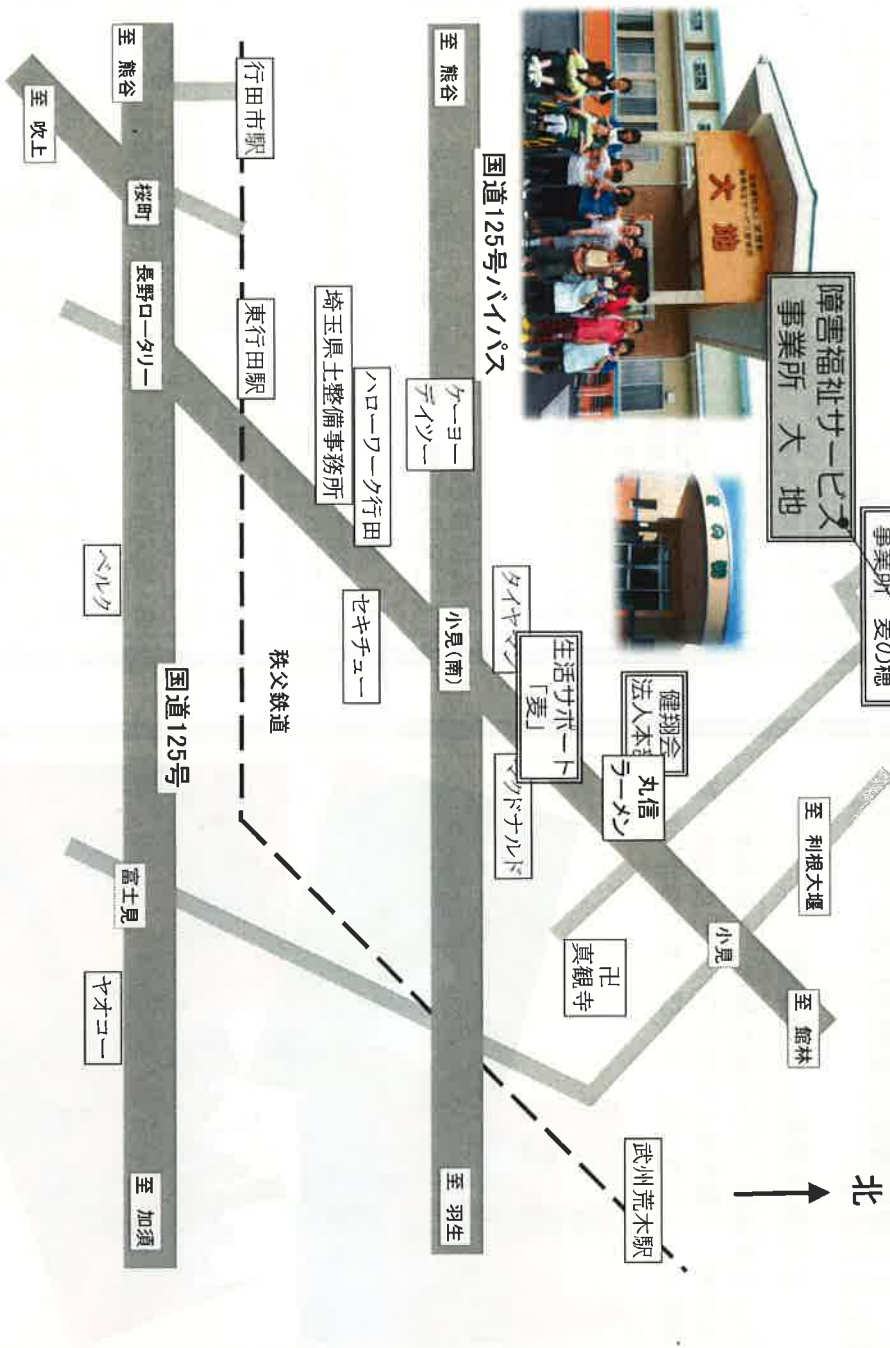 北
事業所 麦の穂
障害福祉サービス
事業所 大地
大地
至 利根大堰
小見
至 館林
健翔会
法人本
丸信
ラーメン
卍
真観寺
武州荒木駅
生活サポート
「麦」
タイヤマン
マクドナルド
国道125号バイパス
至 熊谷
ケーヨー
デイツー
小見(南)
至 羽生
ハローワーク行田
埼玉県土整備事務所
セキチュー
秩父鉄道
行田市駅
東行田駅
国道125号
至 熊谷
桜町
長野ロータリー
富士見
至 加須
至 吹上
ベルク
ヤオコー